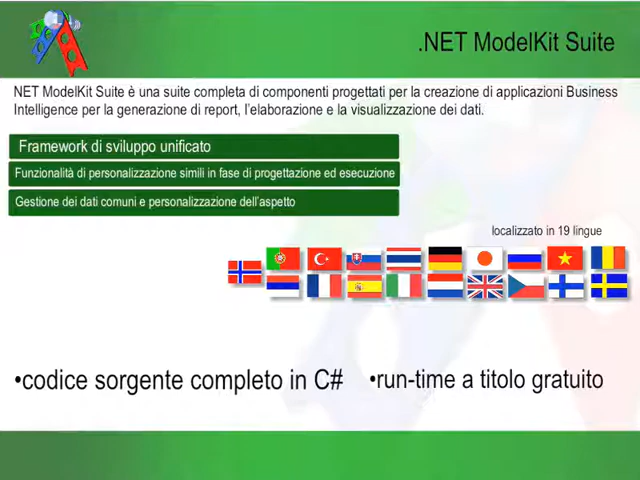 .NET ModelKit Suite
NET ModelKit Suite è una suite completa di componenti progettati per la creazione di applicazioni Business
Intelligence per la generazione di report, l'elaborazione e la visualizzazione dei dati.
Framework di sviluppo unificato
Funzionalità di personalizzazione simili in fase di progettazione ed esecuzione
Gestione dei dati comuni e personalizzazione dell'aspetto
localizzato in 19 lingue
•codice sorgente completo in C#
•run-time a titolo gratuito